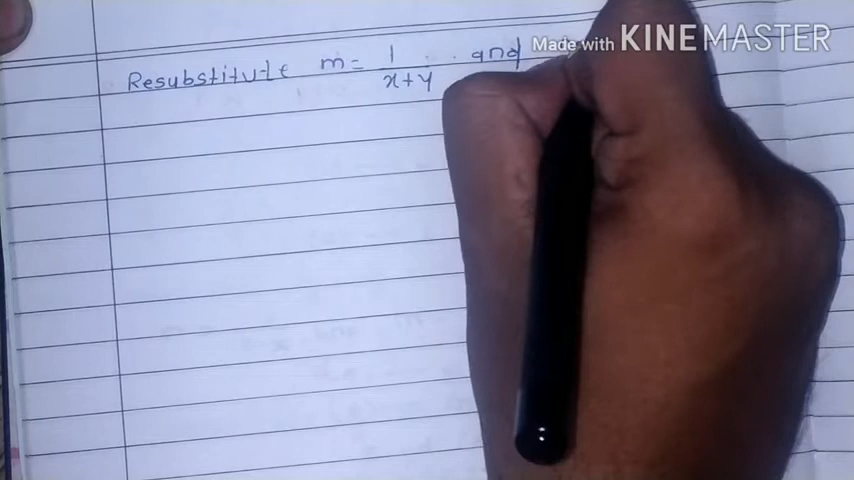 Resubstitute m = 1/(x+y) and
Made with KINEMASTER